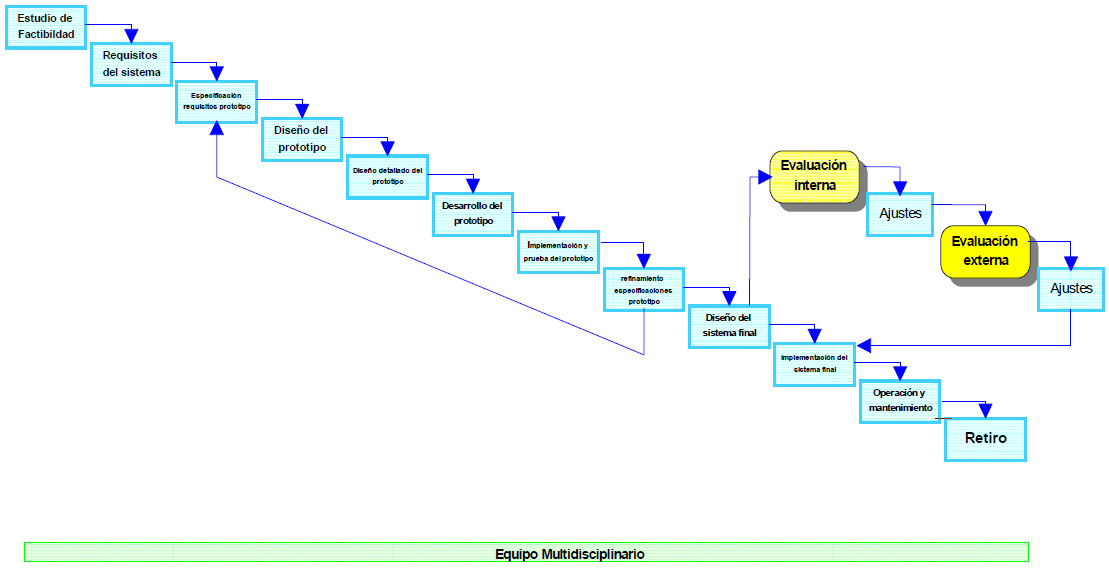 Estudio de
Factibildad
Requisitos
del sistema
Especificación
requisitos prototipo
Diseño del
prototipo
Diseño detallado del
prototipo
Desarrollo del
prototipo
Implementación y
prueba del prototipo
refinamiento
especificaciones
prototipo
Diseño del
sistema final
Evaluación
interna
Ajustes
Evaluación
externa
Ajustes
Implementación del
sistema final
Operación y
mantenimiento
Retiro
Equipo Multidisciplinario